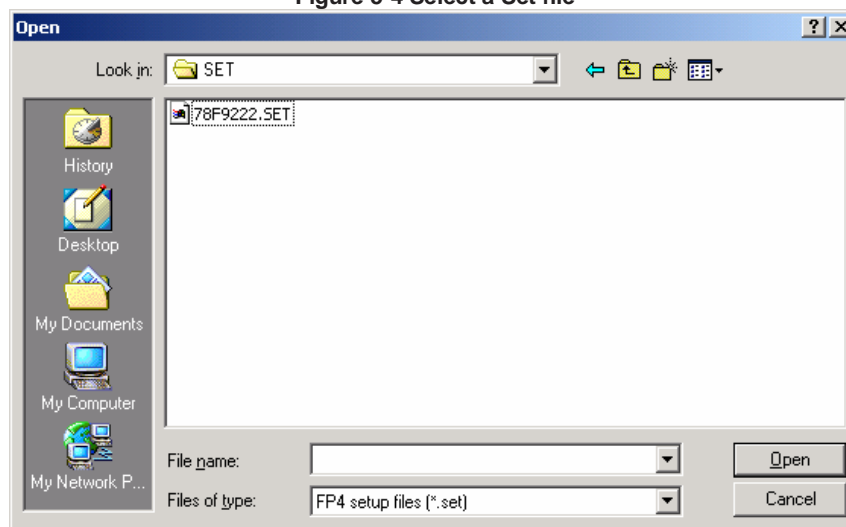 Figure 5-4 Select a Set file
Open
Look in: SET
78F9222.SET
History
Desktop
My Documents
My Computer
My Network P...
File name:
Open
Files of type: FP4 setup files (*.set)
Cancel